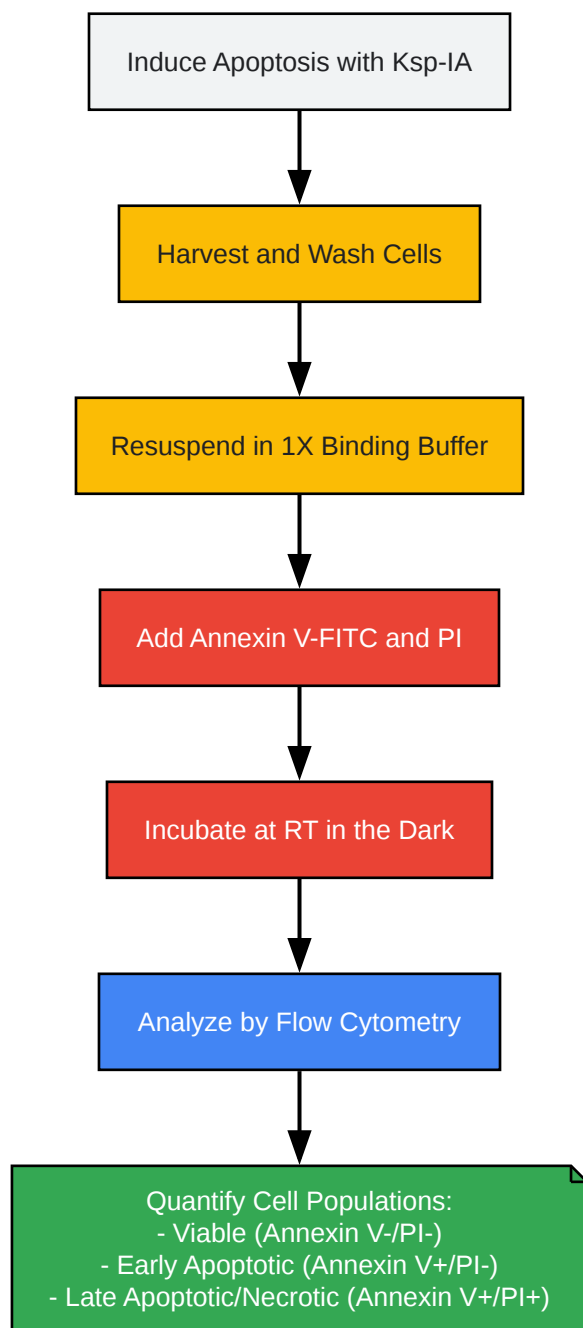 Induce Apoptosis with Ksp-IA
Harvest and Wash Cells
Resuspend in 1X Binding Buffer
Add Annexin V-FITC and PI
Incubate at RT in the Dark
Analyze by Flow Cytometry
Quantify Cell Populations:
- Viable (Annexin V-/PI-)
- Early Apoptotic (Annexin V+/PI-)
- Late Apoptotic/Necrotic (Annexin V+/PI+)